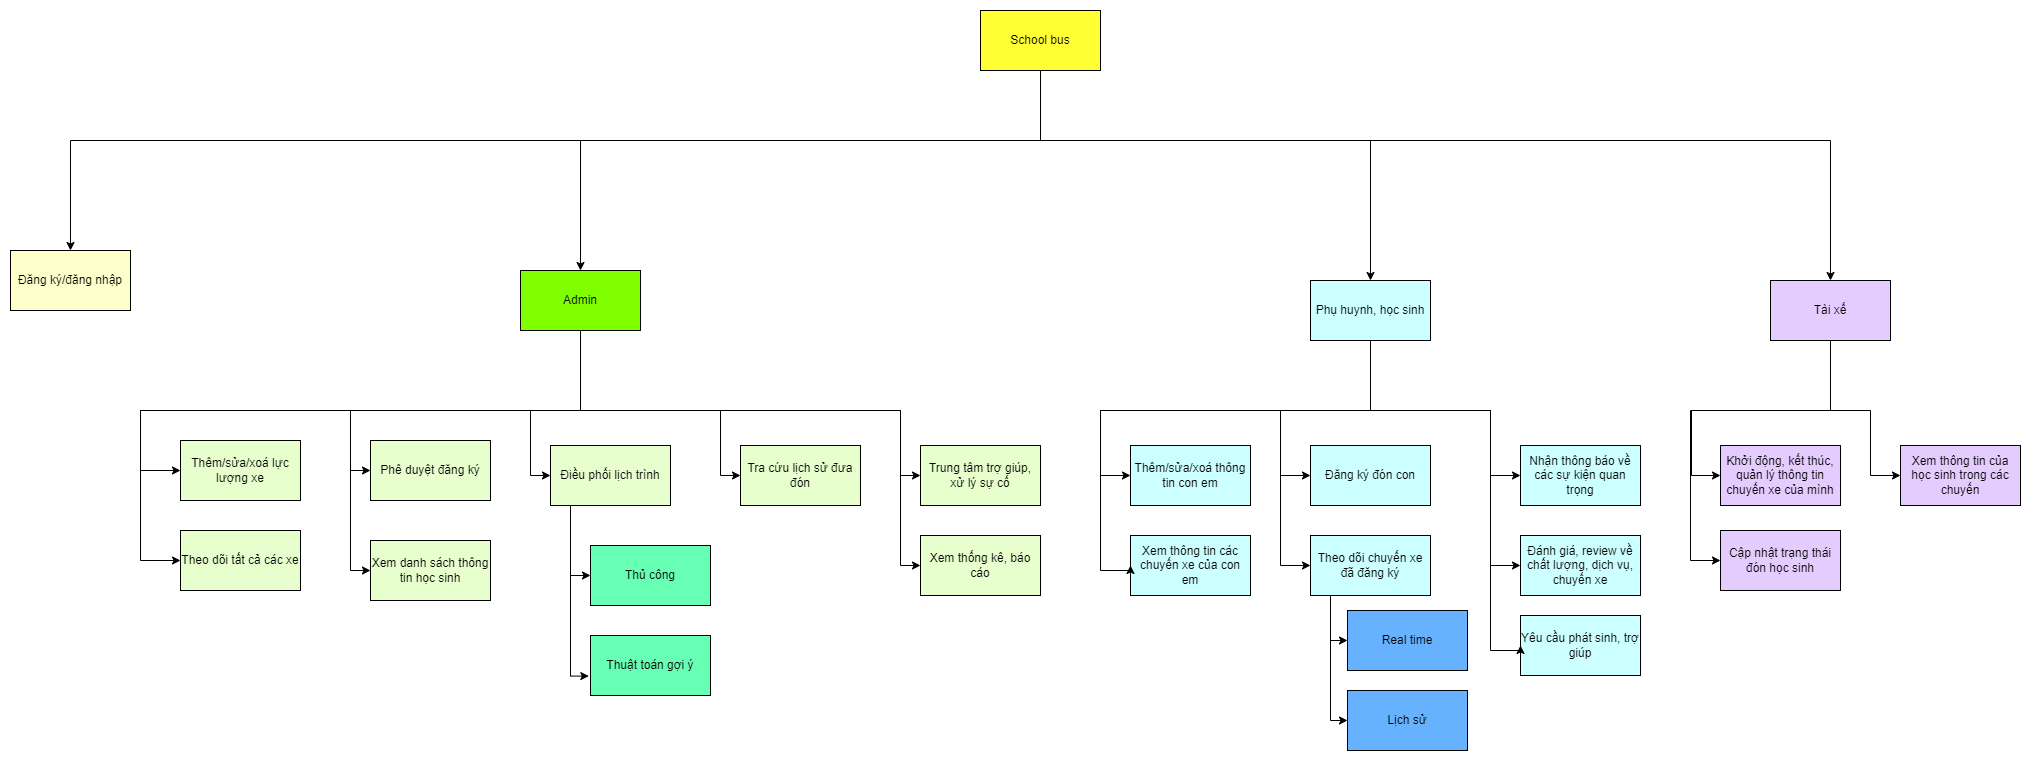 School bus
Đăng ký/đăng nhập
Admin
Phụ huynh, học sinh
Tài xế
Thêm/sửa/xoá lực
lượng xe
Phê duyệt đăng ký
Điều phối lịch trình
Tra cứu lịch sử đưa
đón
Trung tâm trợ giúp,
xử lý sự cố
Thêm/sửa/xoá thông
tin con em
Đăng ký đón con
Nhận thông báo về
các sự kiện quan
trọng
Khởi động, kết thúc,
quản lý thông tin
chuyến xe của mình
Xem thông tin của
học sinh trong các
chuyến
Theo dõi tất cả các xe
Xem danh sách thông
tin học sinh
Thủ công
Xem thống kê, báo
cáo
Xem thông tin các
chuyến xe của con
em
Theo dõi chuyến xe
đã đăng ký
Đánh giá, review về
chất lượng, dịch vụ,
chuyến xe
Cập nhật trạng thái
đón học sinh
Thuật toán gợi ý
Real time
Yêu cầu phát sinh, trợ
giúp
Lịch sử